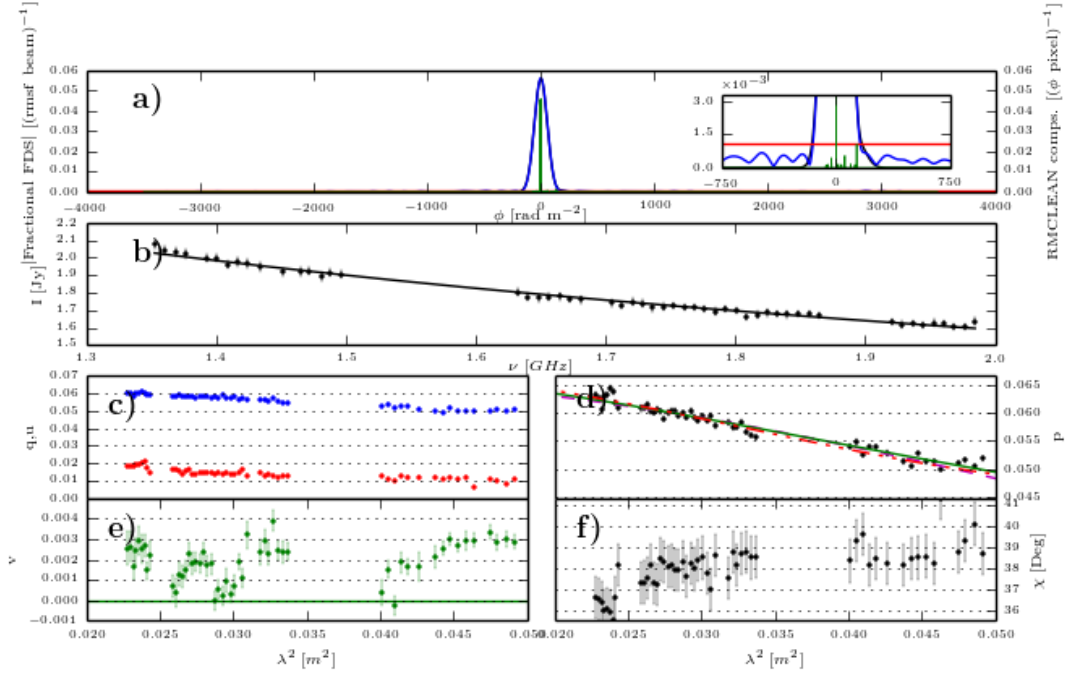 |Fractional FDS| [(rmsf beam)⁻¹]
RMCLEAN comps. [(ϕ pixel)⁻¹]
a)
0.06
0.05
0.04
0.03
0.02
0.01
0.00
0.06
0.05
0.04
0.03
0.02
0.01
0.00
×10⁻³
3.0
1.5
0.0
−750 0 750
−4000 −3000 −2000 −1000 0 1000 2000 3000 4000
ϕ [rad m⁻²]
b)
I [Jy]
2.2
2.1
2.0
1.9
1.8
1.7
1.6
1.5
1.3 1.4 1.5 1.6 1.7 1.8 1.9 2.0
ν [GHz]
c)
q,u
0.07
0.06
0.05
0.04
0.03
0.02
0.01
0.00
d)
p
0.065
0.060
0.055
0.050
0.045
e)
v
0.004
0.003
0.002
0.001
0.000
−0.001
0.020 0.025 0.030 0.035 0.040 0.045 0.050
λ² [m²]
f)
χ [Deg]
41
40
39
38
37
36
0.020 0.025 0.030 0.035 0.040 0.045 0.050
λ² [m²]